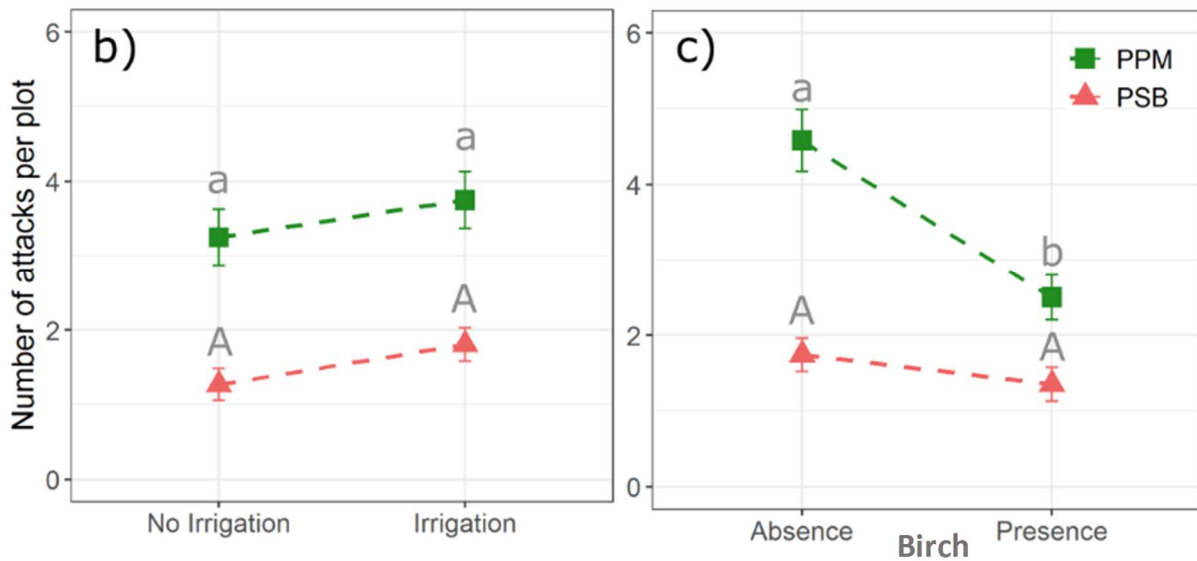 b)
Number of attacks per plot
6
4
2
0
a
a
A
A
No Irrigation
Irrigation
c)
PPM
PSB
6
4
2
0
a
b
A
A
Absence
Presence
Birch